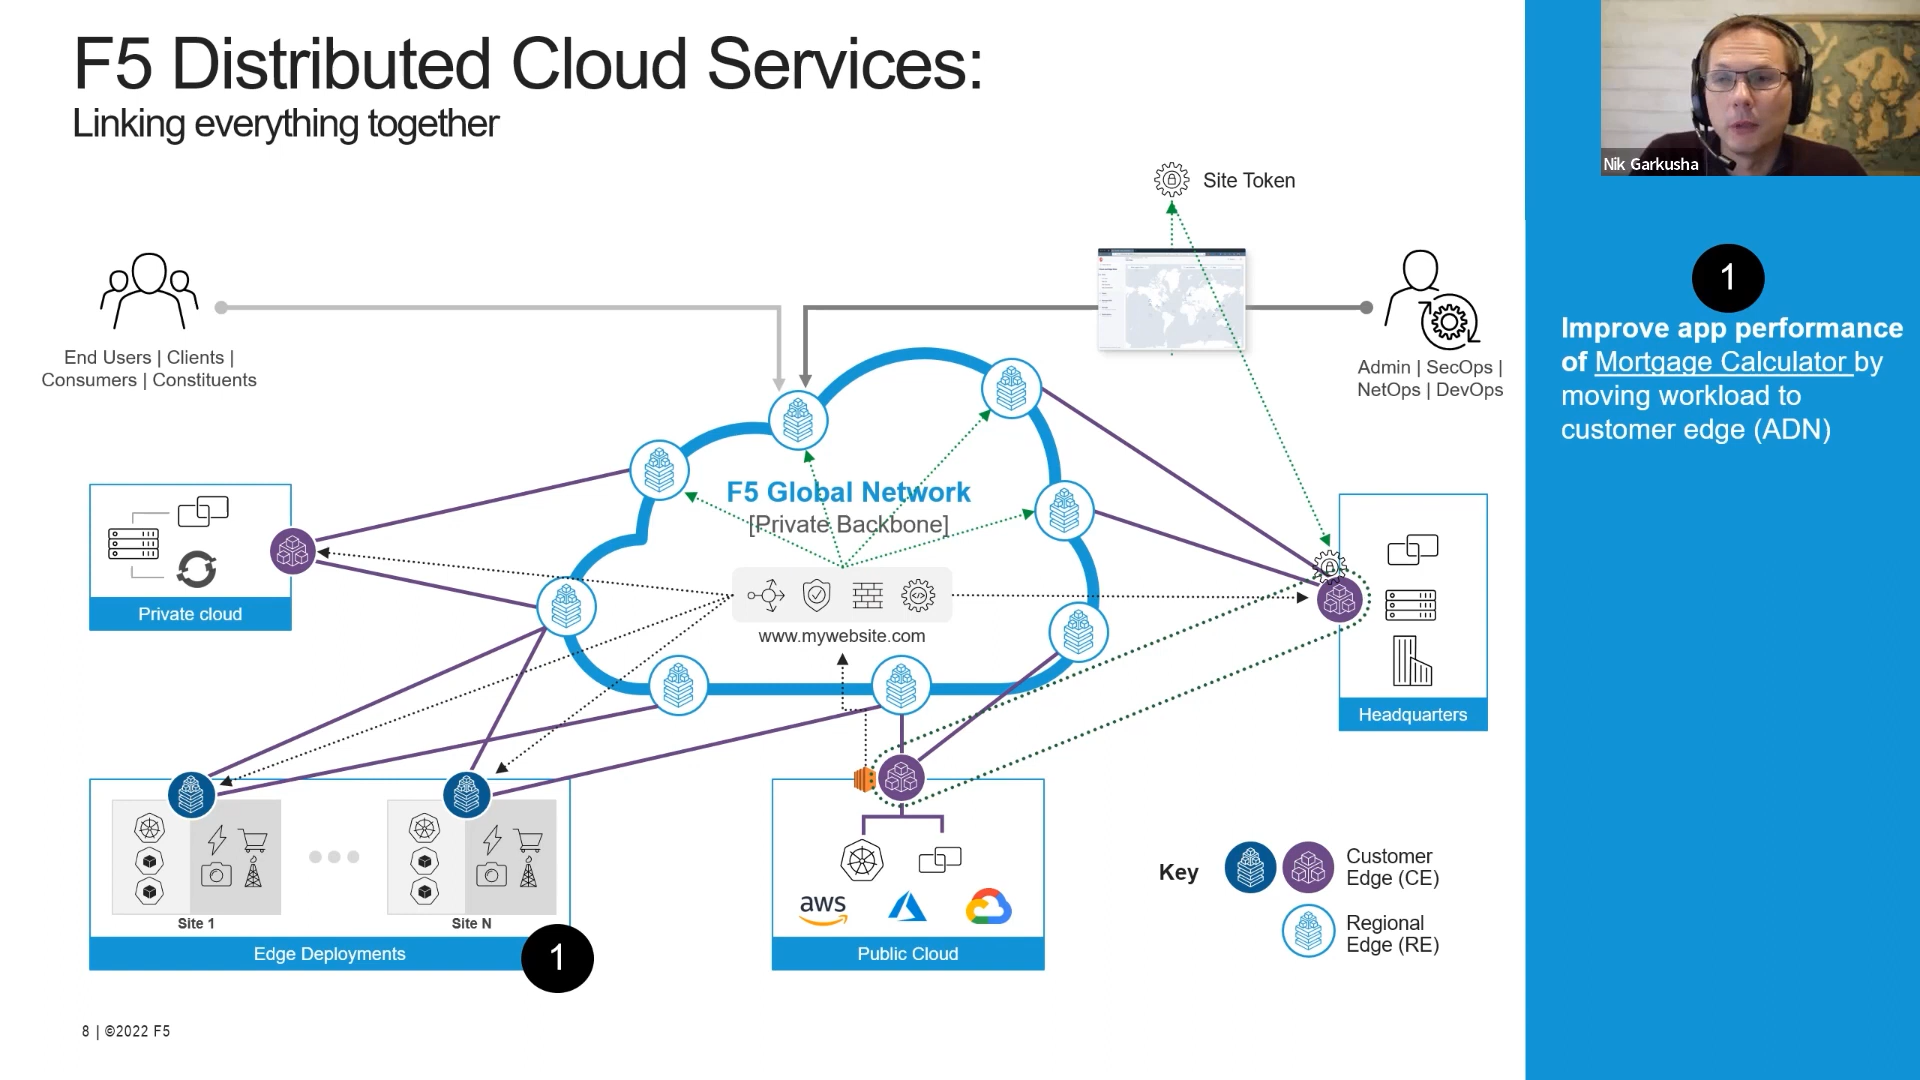 F5 Distributed Cloud Services:
Linking everything together
Nik Garkusha
Site Token
End Users | Clients |
Consumers | Constituents
Admin | SecOps |
NetOps | DevOps
1
Improve app performance
of Mortgage Calculator by
moving workload to
customer edge (ADN)
F5 Global Network
[Private Backbone]
www.mywebsite.com
Private cloud
Headquarters
Site 1
Site N
Edge Deployments
1
aws
Public Cloud
Key
Customer
Edge (CE)
Regional
Edge (RE)
8 | ©2022 F5